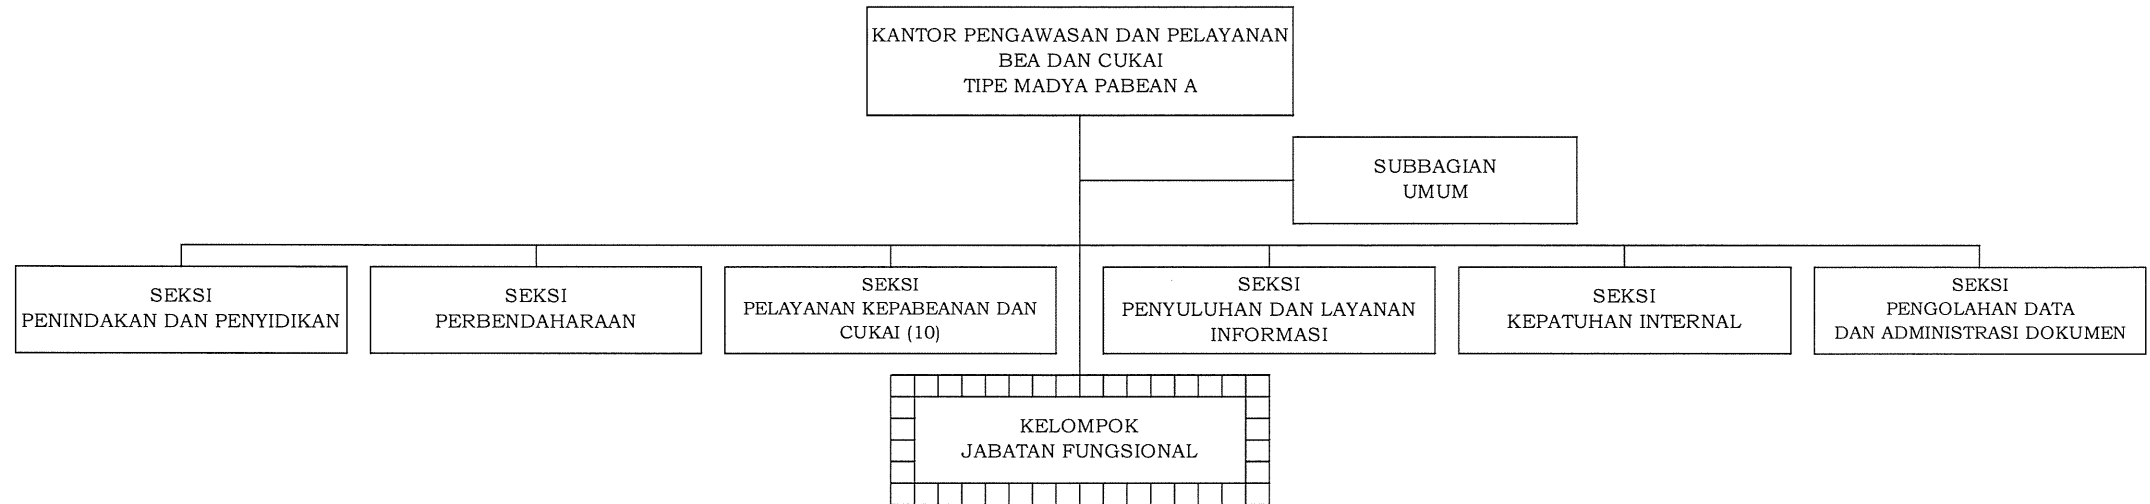 KANTOR PENGAWASAN DAN PELAYANAN
BEA DAN CUKAI
TIPE MADYA PABEAN A
SUBBAGIAN
UMUM
SEKSI
PENINDAKAN DAN PENYIDIKAN
SEKSI
PERBENDAHARAAN
SEKSI
PELAYANAN KEPABEANAN DAN
CUKAI (10)
SEKSI
PENYULUHAN DAN LAYANAN
INFORMASI
SEKSI
KEPATUHAN INTERNAL
SEKSI
PENGOLAHAN DATA
DAN ADMINISTRASI DOKUMEN
KELOMPOK
JABATAN FUNGSIONAL